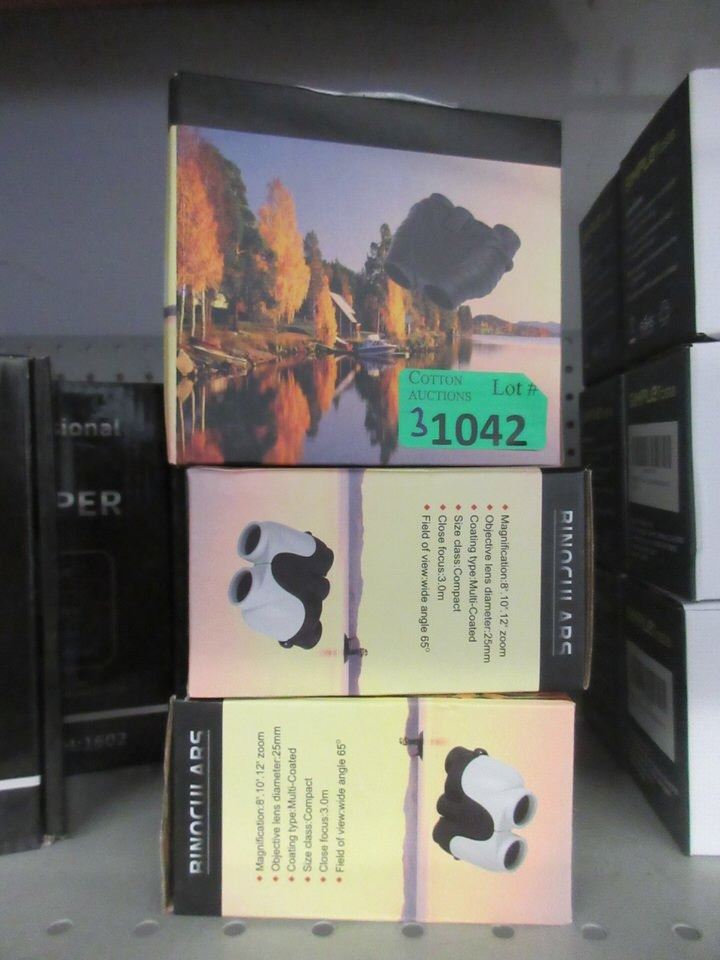 COTTON
AUCTIONS
Lot #
3
1042
BINOCULARS
Magnification:8'.10'.12' zoom
Objective lens diameter:25mm
Coating type:Multi-Coated
Size class:Compact
Close focus:3.0m
Field of view:wide angle 65°
BINOCULARS
Magnification:8'.10'.12' zoom
Objective lens diameter:25mm
Coating type:Multi-Coated
Size class:Compact
Close focus:3.0m
Field of view:wide angle 65°
sional
PER
:1602